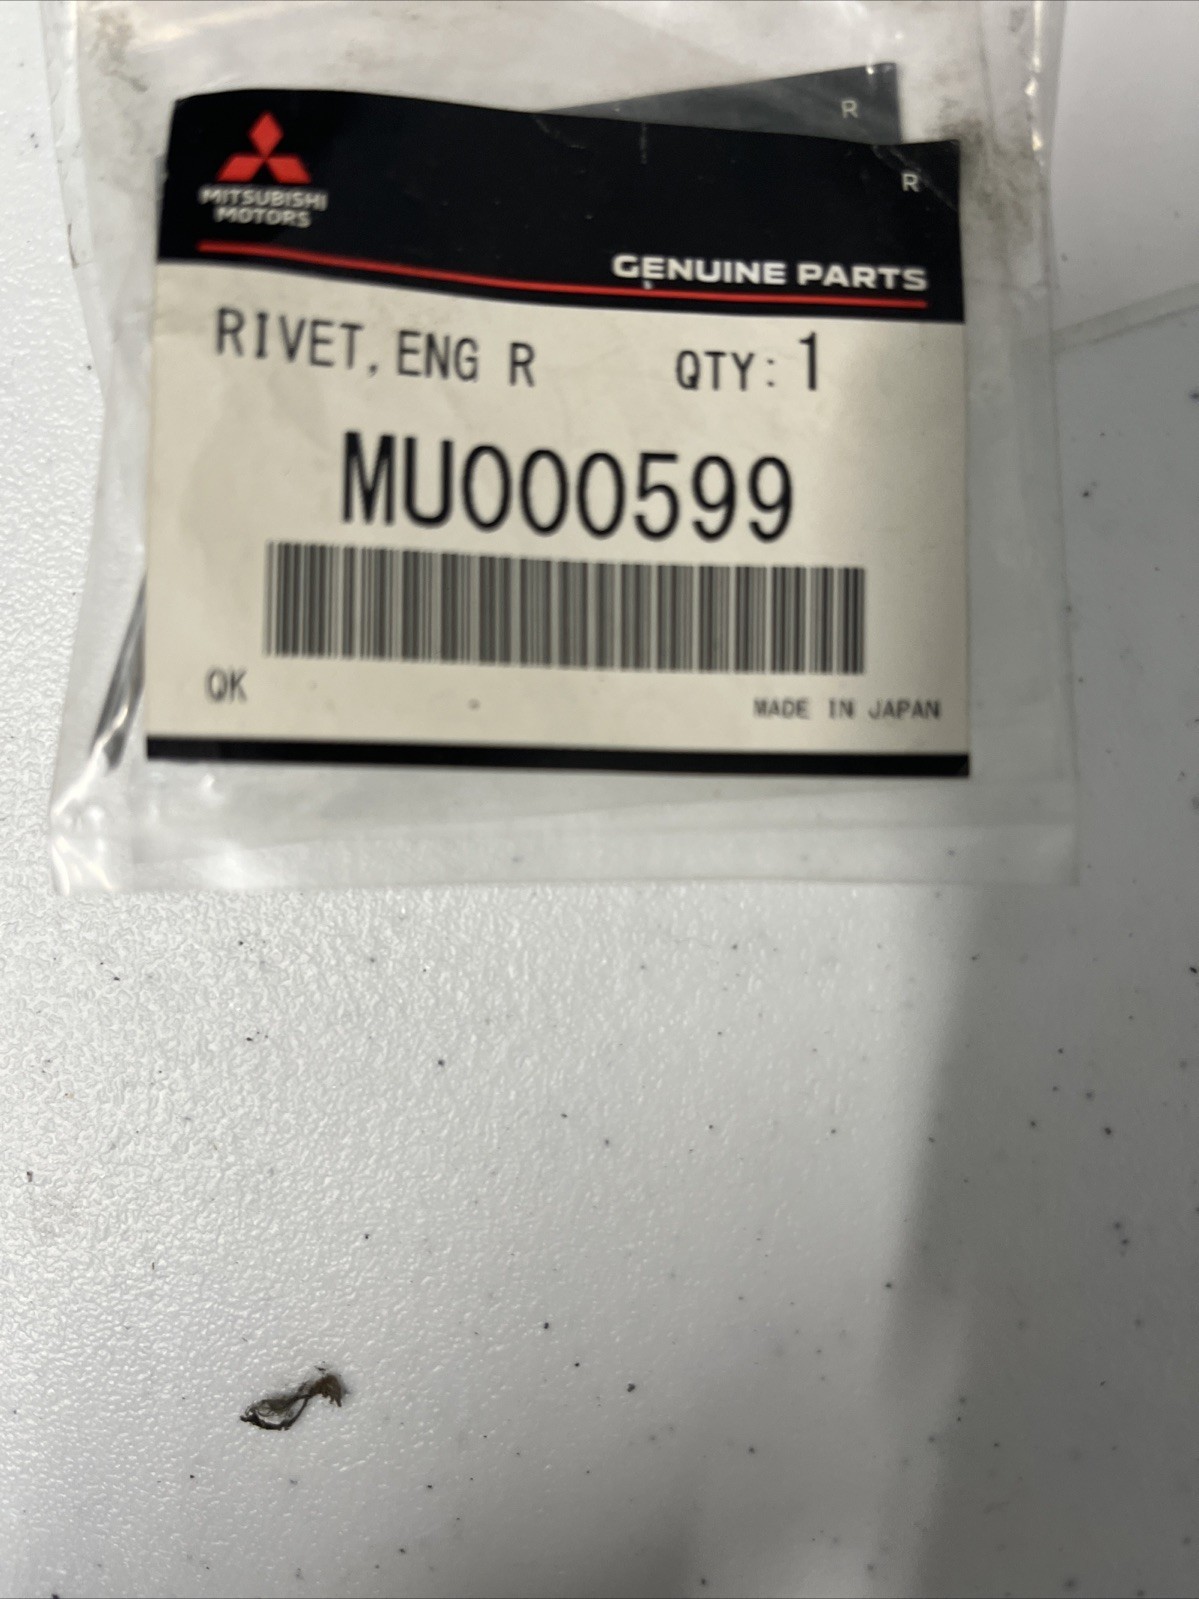 R
R
MITSUBISHI
MOTORS
GENUINE PARTS
RIVET, ENG R QTY: 1
MU000599
QK
MADE IN JAPAN